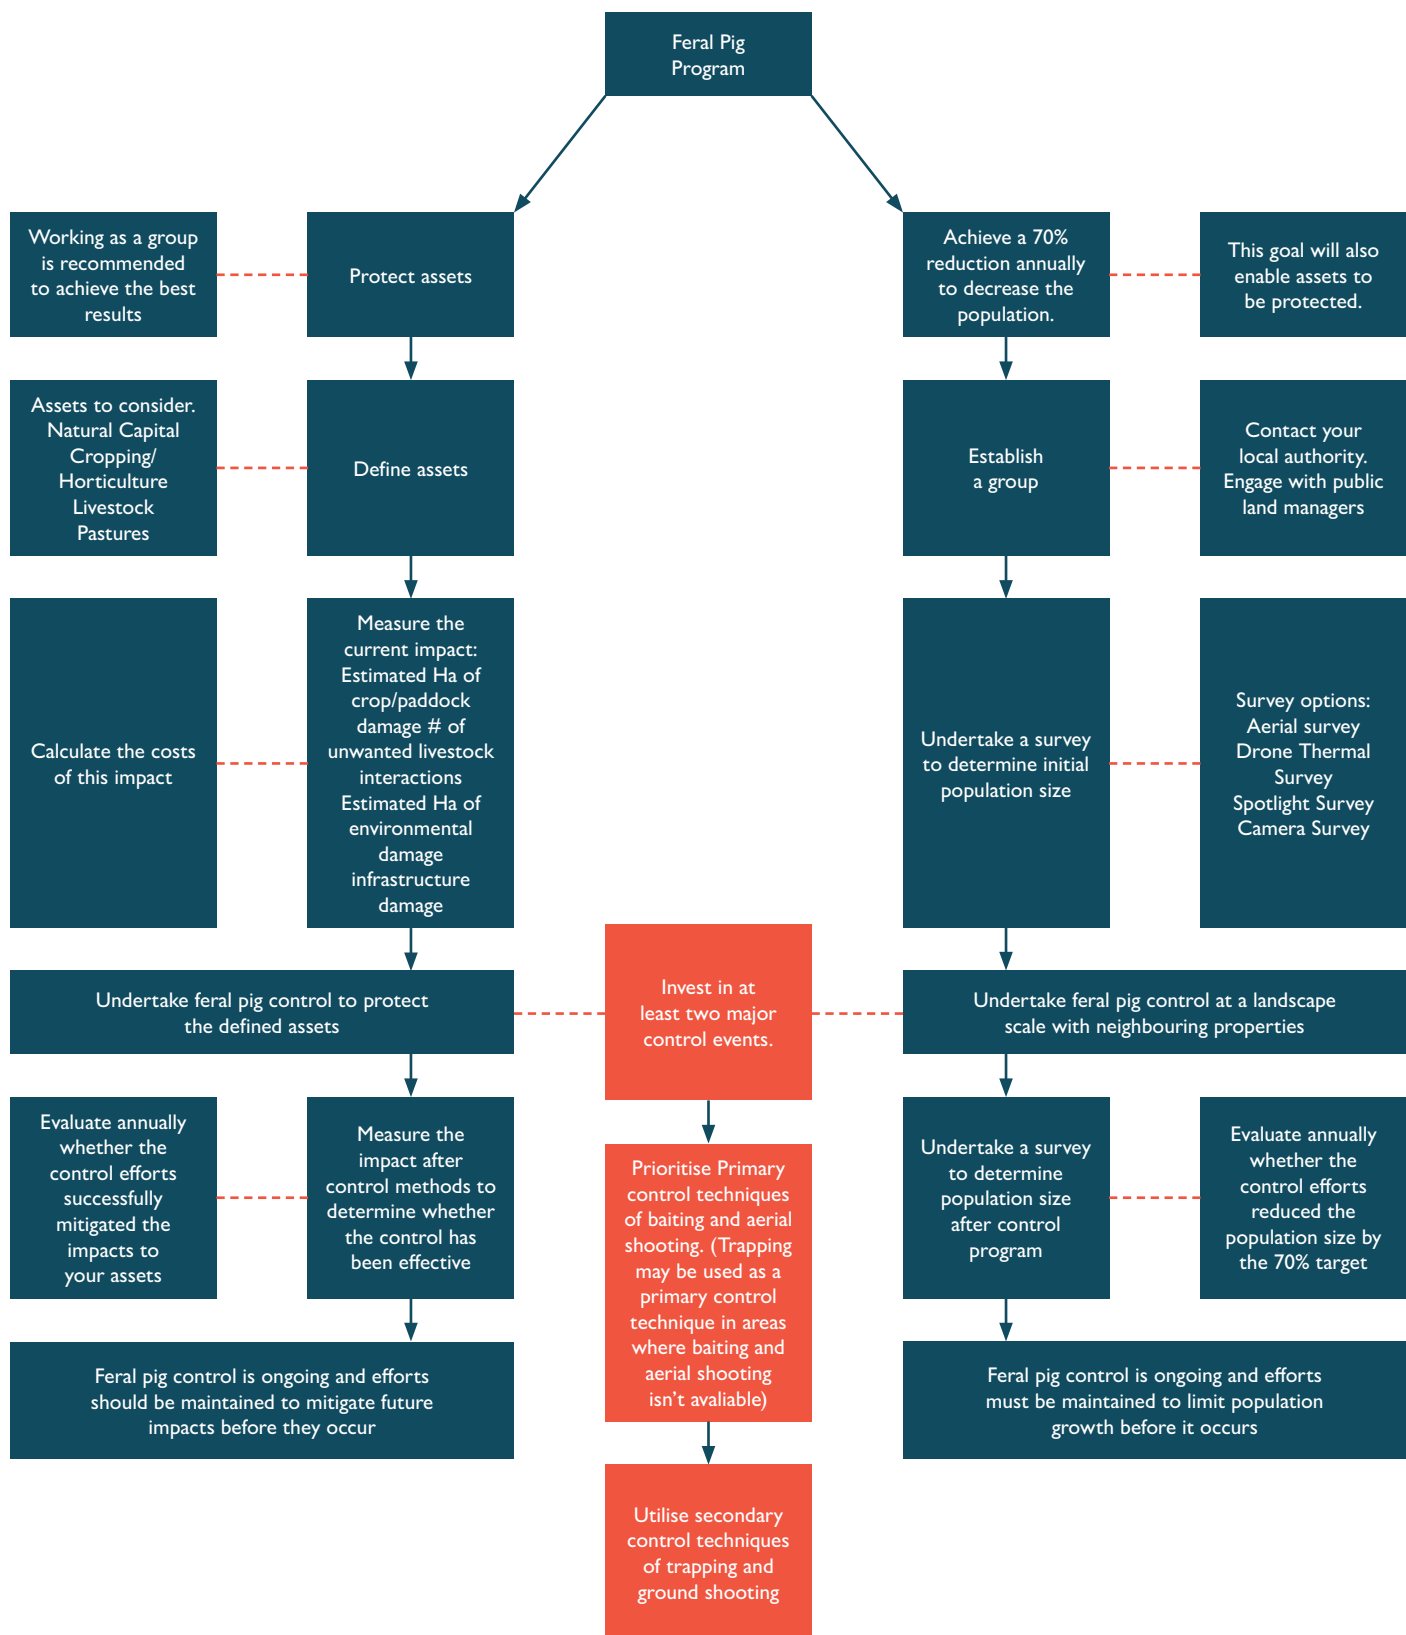 Feral Pig
Program
Working as a group
is recommended
to achieve the best
results
Protect assets
Achieve a 70%
reduction annually
to decrease the
population.
This goal will also
enable assets to
be protected.
Assets to consider.
Natural Capital
Cropping/
Horticulture
Livestock
Pastures
Define assets
Establish
a group
Contact your
local authority.
Engage with public
land managers
Calculate the costs
of this impact
Measure the
current impact:
Estimated Ha of
crop/paddock
damage # of
unwanted livestock
interactions
Estimated Ha of
environmental
damage
infrastructure
damage
Undertake a survey
to determine initial
population size
Survey options:
Aerial survey
Drone Thermal
Survey
Spotlight Survey
Camera Survey
Undertake feral pig control to protect
the defined assets
Invest in at
least two major
control events.
Undertake feral pig control at a landscape
scale with neighbouring properties
Evaluate annually
whether the
control efforts
successfully
mitigated the
impacts to
your assets
Measure the
impact after
control methods to
determine whether
the control has
been effective
Prioritise Primary
control techniques
of baiting and aerial
shooting. (Trapping
may be used as a
primary control
technique in areas
where baiting and
aerial shooting
isn't avaliable)
Undertake a survey
to determine
population size
after control
program
Evaluate annually
whether the
control efforts
reduced the
population size by
the 70% target
Feral pig control is ongoing and efforts
should be maintained to mitigate future
impacts before they occur
Feral pig control is ongoing and efforts
must be maintained to limit population
growth before it occurs
Utilise secondary
control techniques
of trapping and
ground shooting